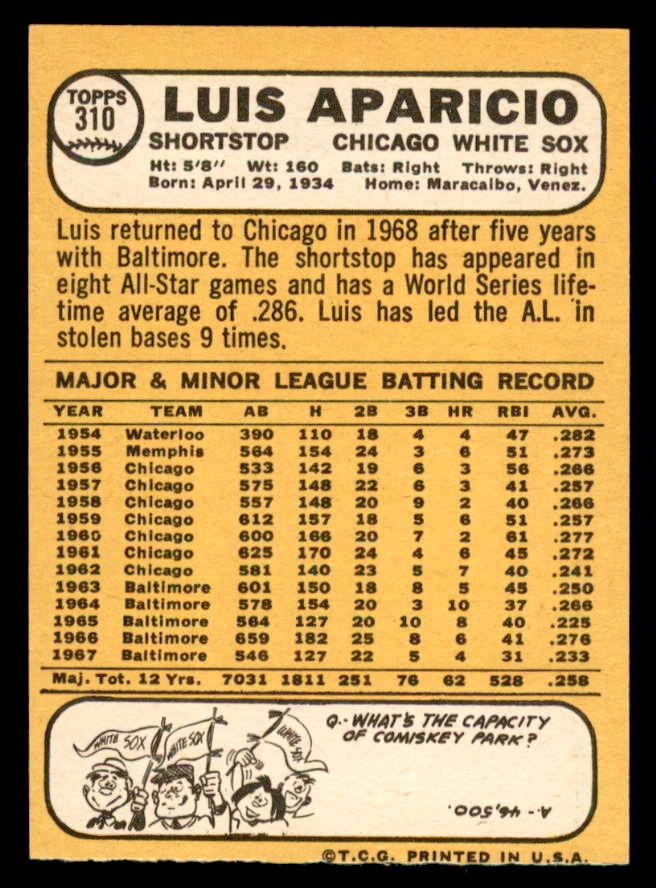 TOPPS
310
LUIS APARICIO
SHORTSTOP CHICAGO WHITE SOX
Ht: 5'8" Wt: 160 Bats: Right Throws: Right
Born: April 29, 1934 Home: Maracaibo, Venez.
Luis returned to Chicago in 1968 after five years
with Baltimore. The shortstop has appeared in
eight All-Star games and has a World Series life-
time average of .286. Luis has led the A.L. in
stolen bases 9 times.
MAJOR & MINOR LEAGUE BATTING RECORD
YEAR TEAM AB H 2B 3B HR RBI AVG.
1954 Waterloo 390 110 18 4 4 47 .282
1955 Memphis 564 154 24 3 6 51 .273
1956 Chicago 533 142 19 6 3 56 .266
1957 Chicago 575 148 22 6 3 41 .257
1958 Chicago 557 148 20 9 2 40 .266
1959 Chicago 612 157 18 5 6 51 .257
1960 Chicago 600 166 20 7 2 61 .277
1961 Chicago 625 170 24 4 6 45 .272
1962 Chicago 581 140 23 5 7 40 .241
1963 Baltimore 601 150 18 8 5 45 .250
1964 Baltimore 578 154 20 3 10 37 .266
1965 Baltimore 564 127 20 10 8 40 .225
1966 Baltimore 659 182 25 8 6 41 .276
1967 Baltimore 546 127 22 5 4 31 .233
Maj. Tot. 12 Yrs. 7031 1811 251 76 62 528 .258
WHITE SOX
WHITE SOX
WHITE SOX
Q.- WHAT'S THE CAPACITY
OF COMISKEY PARK?
A.- 46,500.
©T.C.G. PRINTED IN U.S.A.